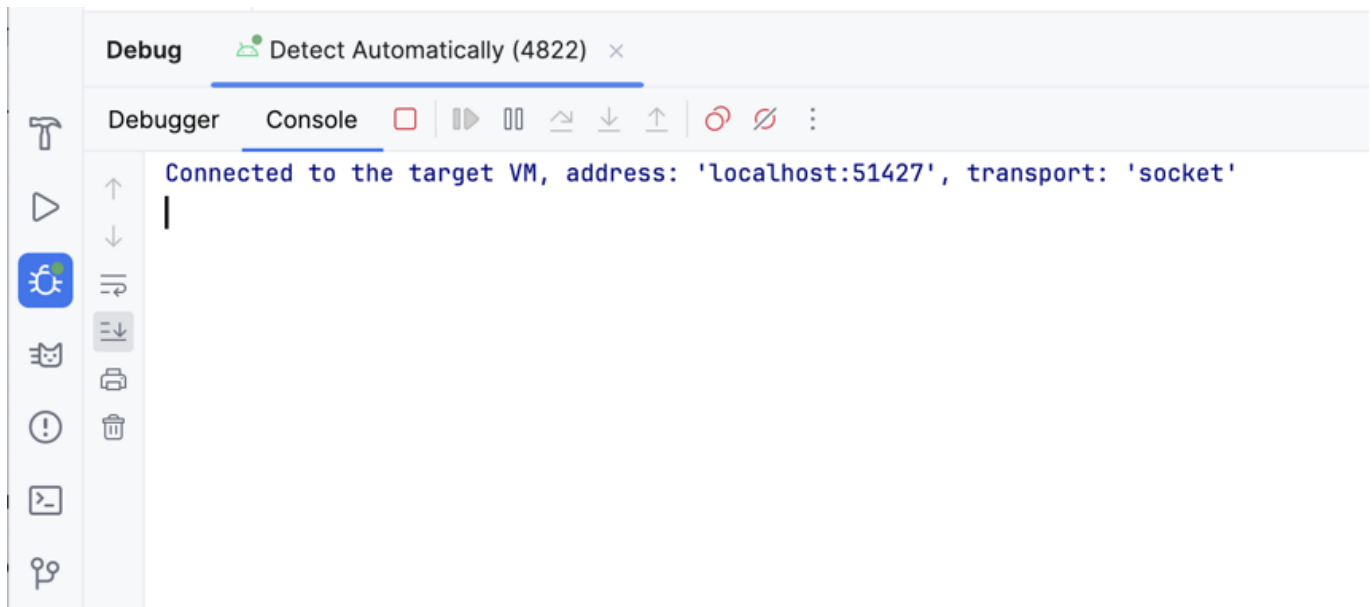 Debug Detect Automatically (4822)
Debugger Console
Connected to the target VM, address: 'localhost:51427', transport: 'socket'